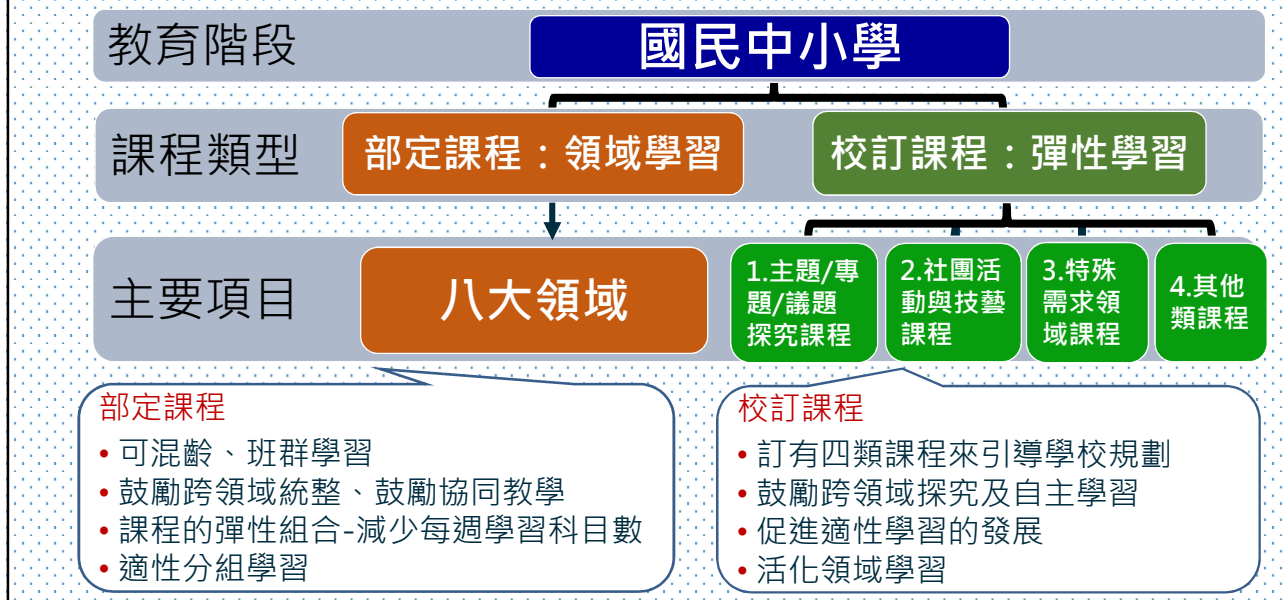 教育階段
國民中小學
課程類型
部定課程：領域學習
校訂課程：彈性學習
主要項目
八大領域
1.主題/專
題/議題
探究課程
2.社團活
動與技藝
課程
3.特殊
需求領
域課程
4.其他
類課程
部定課程
• 可混齡、班群學習
• 鼓勵跨領域統整、鼓勵協同教學
• 課程的彈性組合-減少每週學習科目數
• 適性分組學習
校訂課程
• 訂有四類課程來引導學校規劃
• 鼓勵跨領域探究及自主學習
• 促進適性學習的發展
• 活化領域學習